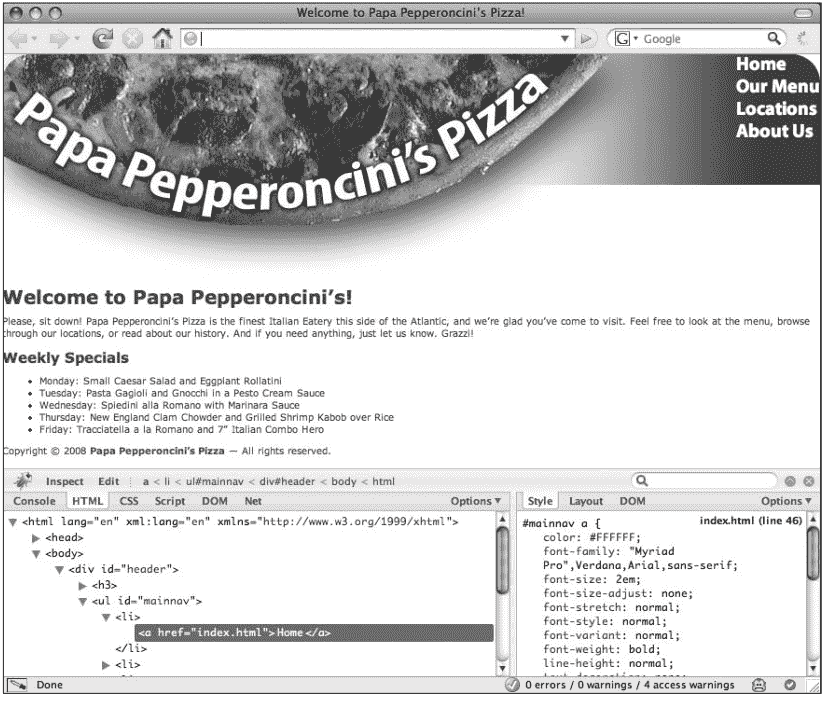 Welcome to Papa Pepperoncini's Pizza!
G Google
Papa Pepperoncini's Pizza
Home
Our Menu
Locations
About Us
Welcome to Papa Pepperoncini's!
Please, sit down! Papa Pepperoncini's Pizza is the finest Italian Eatery this side of the Atlantic, and we're glad you've come to visit. Feel free to look at the menu, browse
through our locations, or read about our history. And if you need anything, just let us know. Grazzi!
Weekly Specials
• Monday: Small Caesar Salad and Eggplant Rollatini
• Tuesday: Pasta Gagioli and Gnocchi in a Pesto Cream Sauce
• Wednesday: Spiedini alla Romano with Marinara Sauce
• Thursday: New England Clam Chowder and Grilled Shrimp Kabob over Rice
• Friday: Tracciatella a la Romano and 7" Italian Combo Hero
Copyright © 2008 Papa Pepperoncini's Pizza — All rights reserved.
Inspect Edit a < li < ul#mainnav < div#header < body < html
Console HTML CSS Script DOM Net Options
Style Layout DOM Options
<html lang="en" xml:lang="en" xmlns="http://www.w3.org/1999/xhtml">
<head>
<body>
<div id="header">
<h3>
<ul id="mainnav">
<li>
<a href="index.html">Home</a>
</li>
<li>
#mainnav a { index.html (line 46)
color: #FFFFFF;
font-family: "Myriad
Pro",Verdana,Arial,sans-serif;
font-size: 2em;
font-size-adjust: none;
font-stretch: normal;
font-style: normal;
font-variant: normal;
font-weight: bold;
line-height: normal;
Done
0 errors / 0 warnings / 4 access warnings